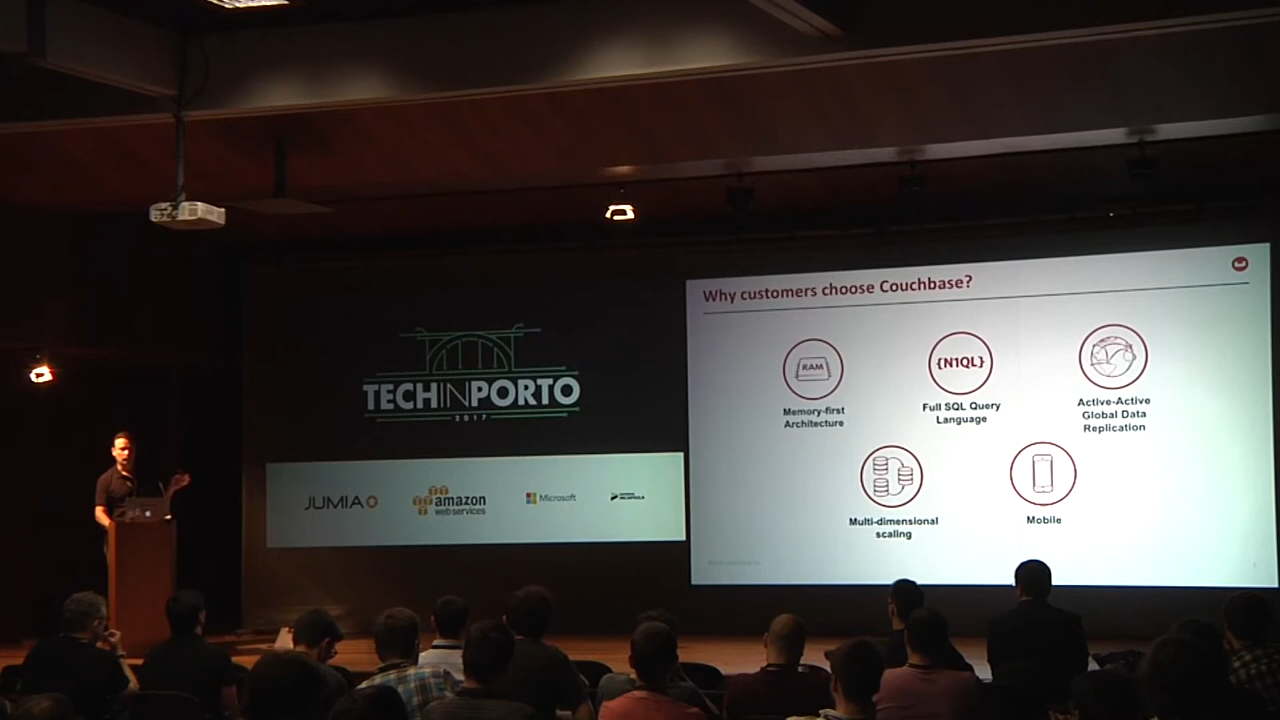 TECHINPORTO
2017
JUMIA
amazon
web services
Microsoft
Why customers choose Couchbase?
RAM
Memory-first
Architecture
{N1QL}
Full SQL Query
Language
Active-Active
Global Data
Replication
Multi-dimensional
scaling
Mobile